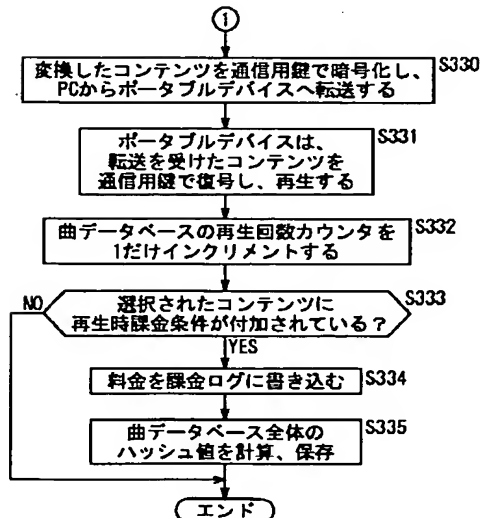 1
変換したコンテンツを通信用鍵で暗号化し、
PCからポータブルデバイスへ転送する
S330
ポータブルデバイスは、
転送を受けたコンテンツを
通信用鍵で復号し、再生する
S331
曲データベースの再生回数カウンタを
1だけインクリメントする
S332
選択されたコンテンツに
再生時課金条件が付加されている?
S333
NO
YES
料金を課金ログに書き込む
S334
曲データベース全体の
ハッシュ値を計算、保存
S335
エンド